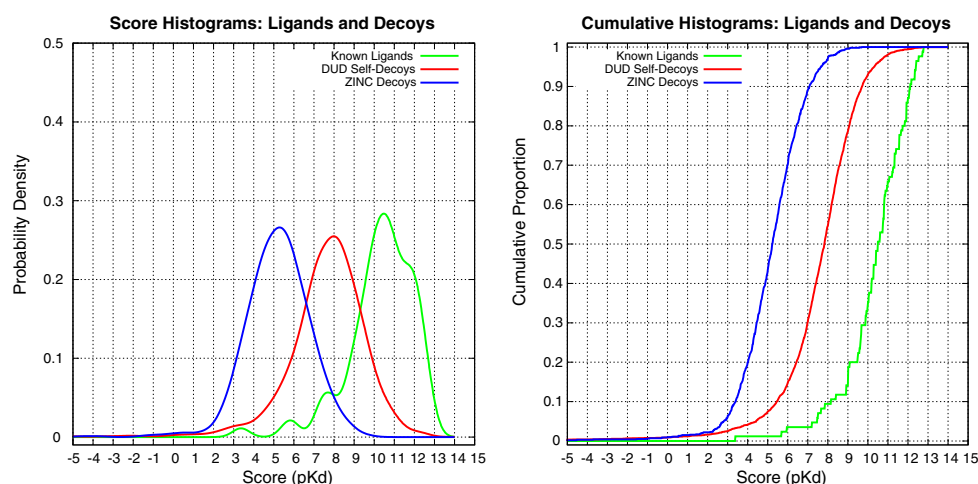 Score Histograms: Ligands and Decoys
0.5
0.4
0.3
0.2
0.1
0
Probability Density
Known Ligands
DUD Self-Decoys
ZINC Decoys
-5 -4 -3 -2 -1 0 1 2 3 4 5 6 7 8 9 10 11 12 13 14 15
Score (pKd)
Cumulative Histograms: Ligands and Decoys
1
0.9
0.8
0.7
0.6
0.5
0.4
0.3
0.2
0.1
0
Cumulative Proportion
Known Ligands
DUD Self-Decoys
ZINC Decoys
-5 -4 -3 -2 -1 0 1 2 3 4 5 6 7 8 9 10 11 12 13 14 15
Score (pKd)